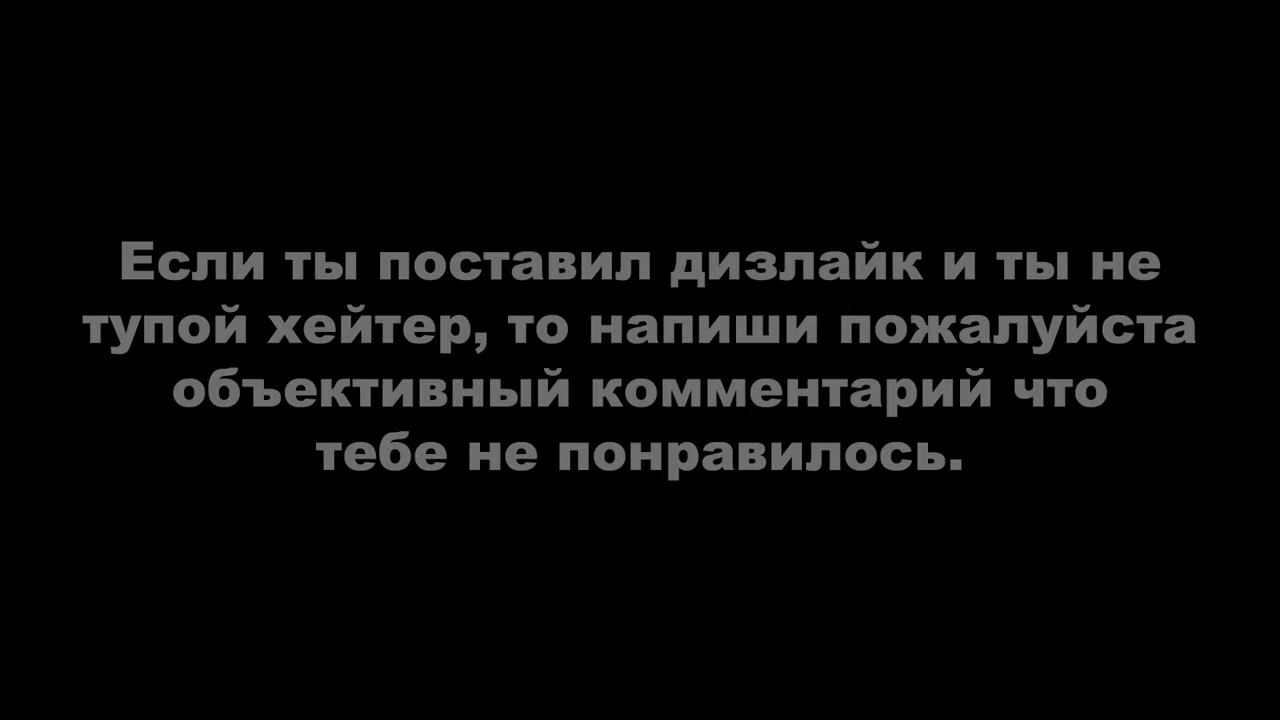 Если ты поставил дизлайк и ты не
тупой хейтер, то напиши пожалуйста
объективный комментарий что
тебе не понравилось.